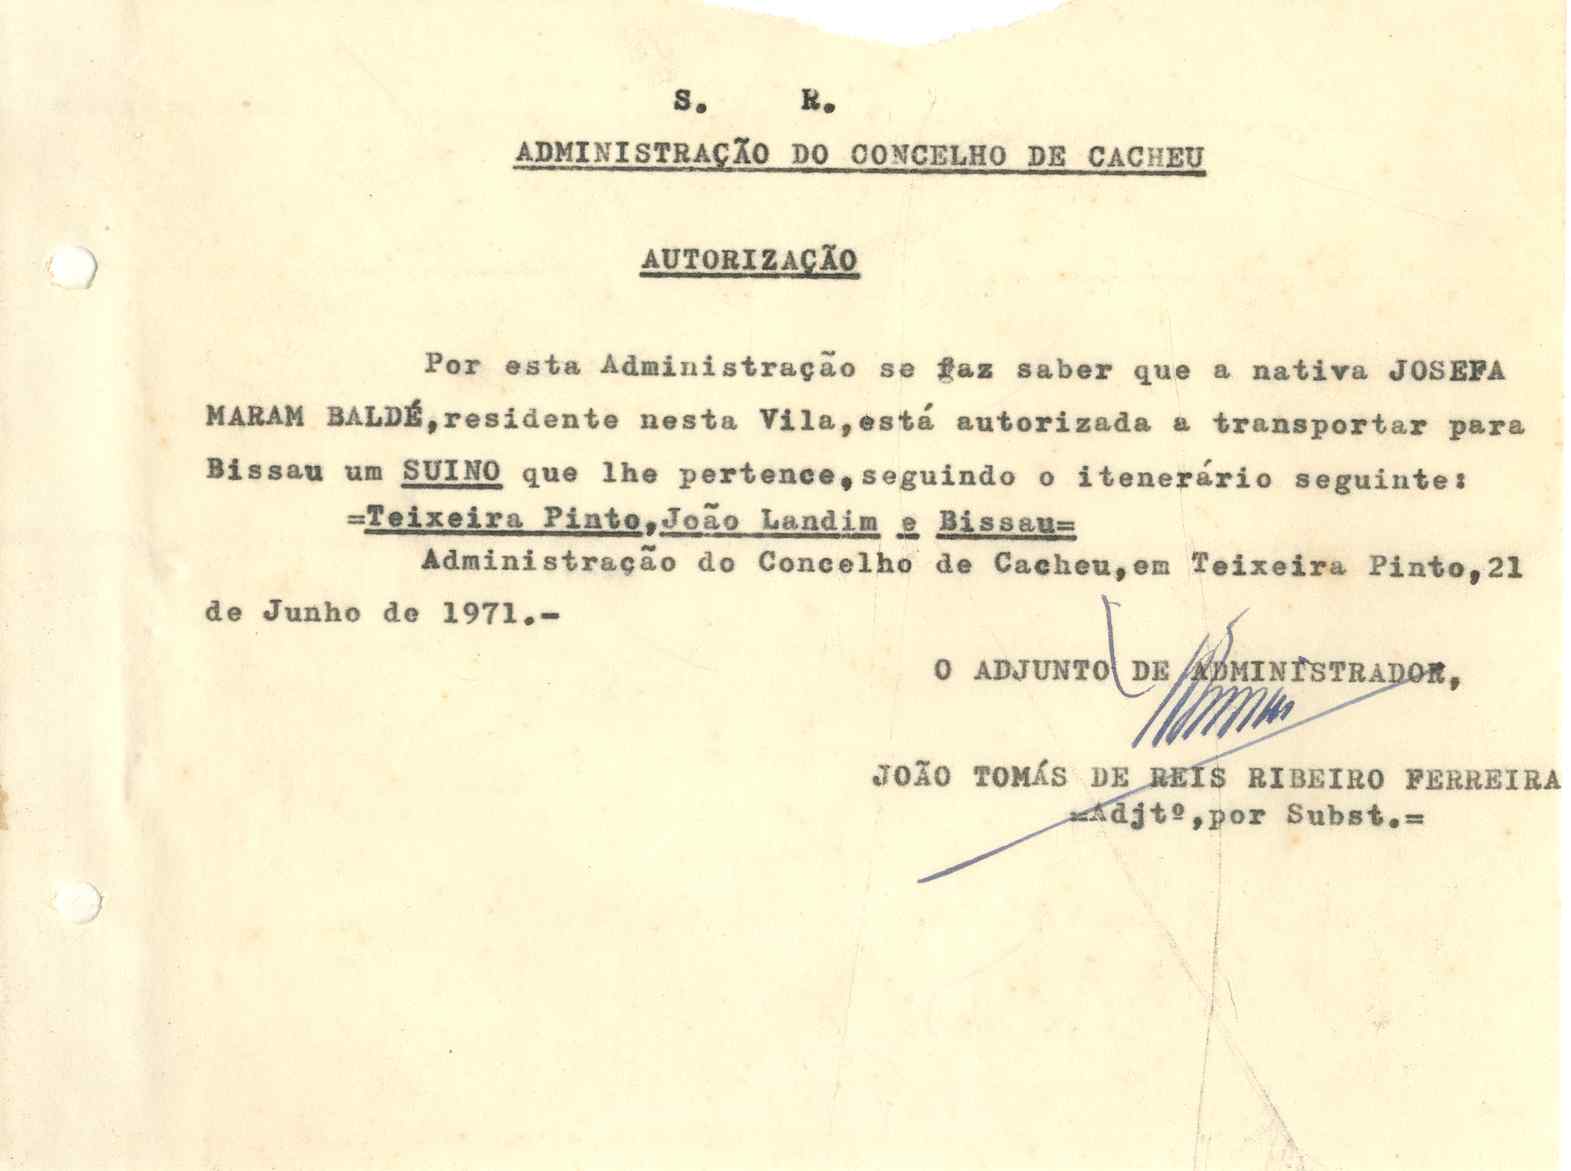 S. R.
ADMINISTRAÇÃO DO CONCELHO DE CACHEU
AUTORIZAÇÃO
Por esta Administração se faz saber que a nativa JOSEFA
MARAM BALDÉ,residente nesta Vila,está autorizada a transportar para
Bissau um SUINO que lhe pertence,seguindo o itenerário seguinte:
=Teixeira Pinto,João Landim e Bissau=
Administração do Concelho de Cacheu,em Teixeira Pinto,21
de Junho de 1971.-
O ADJUNTO DE ADMINISTRADOR,
JOÃO TOMÁS DE REIS RIBEIRO FERREIRA
=Adjtº,por Subst.=